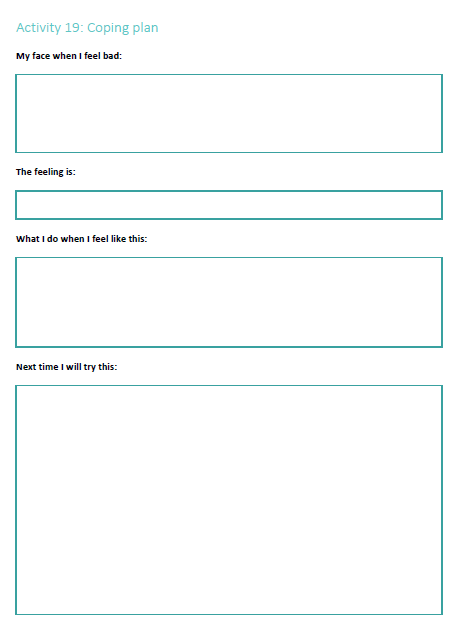 Activity 19: Coping plan
My face when I feel bad:
The feeling is:
What I do when I feel like this:
Next time I will try this: